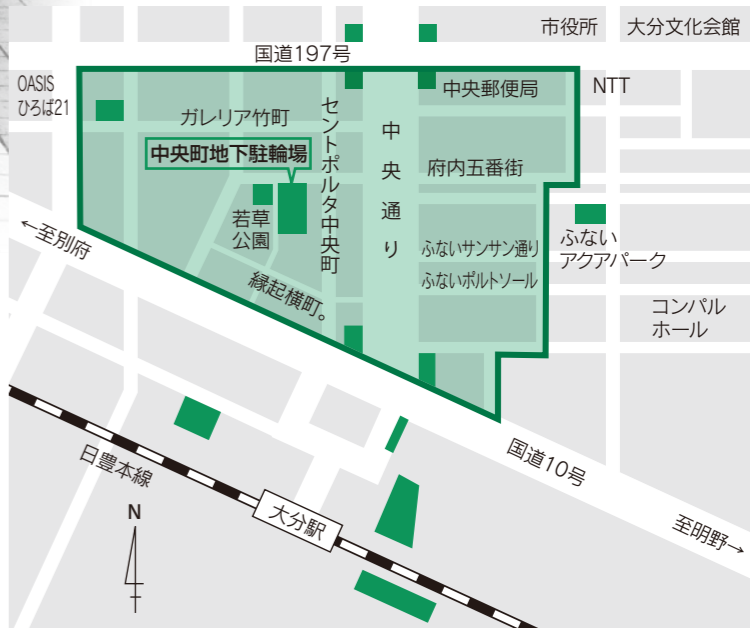 市役所
大分文化会館
国道197号
OASIS
ひろば21
中央郵便局
NTT
ガレリア竹町
セントポルタ中央町
中央通り
中央町地下駐輪場
府内五番街
若草
公園
←至別府
ふないサンサン通り
ふない
アクアパーク
ふないポルトソール
縁起横町。
コンパル
ホール
国道10号
日豊本線
大分駅
至明野→
N